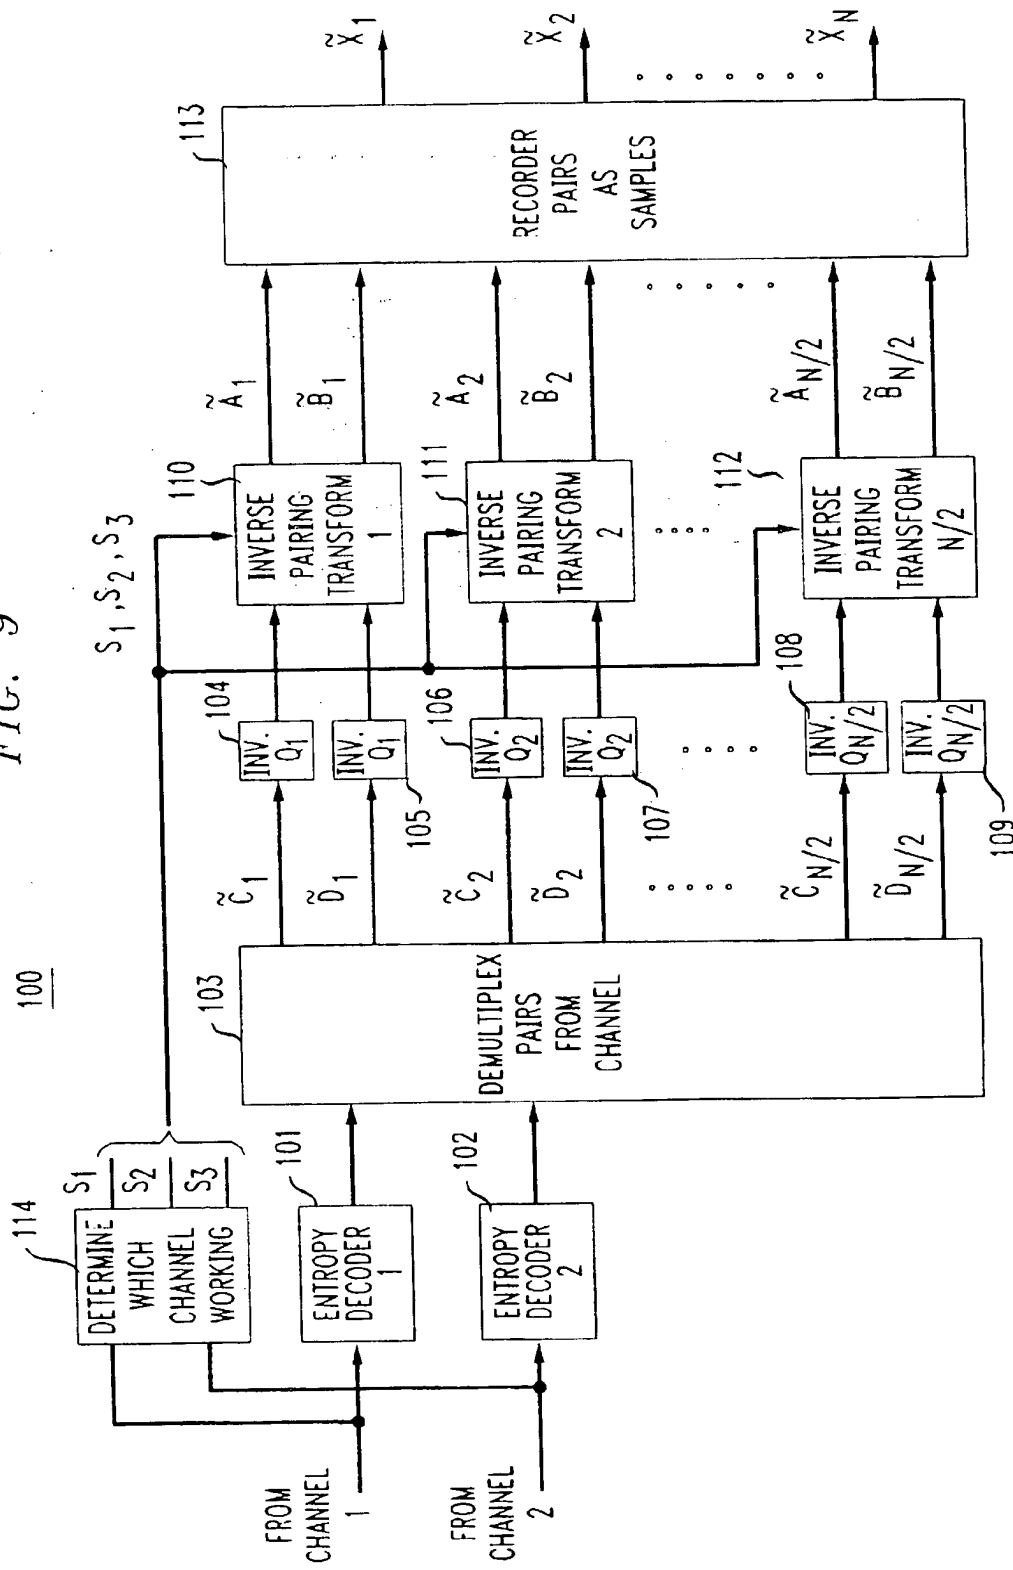 FIG. 9
100
FROM
CHANNEL
1
FROM
CHANNEL
2
114
DETERMINE
WHICH
CHANNEL
WORKING
S1
S2
S3
S1,S2,S3
101
ENTROPY
DECODER
1
102
ENTROPY
DECODER
2
103
DEMULTIPLEX
PAIRS
FROM
CHANNEL
C̃1
D̃1
C̃2
D̃2
C̃N/2
D̃N/2
104
INV.
Q1
105
INV.
Q1
106
INV.
Q2
107
INV.
Q2
108
INV.
QN/2
109
INV.
QN/2
110
INVERSE
PAIRING
TRANSFORM
1
111
INVERSE
PAIRING
TRANSFORM
2
112
INVERSE
PAIRING
TRANSFORM
N/2
Ã1
B̃1
Ã2
B̃2
ÃN/2
B̃N/2
113
RECORDER
PAIRS
AS
SAMPLES
X̃1
X̃2
X̃N